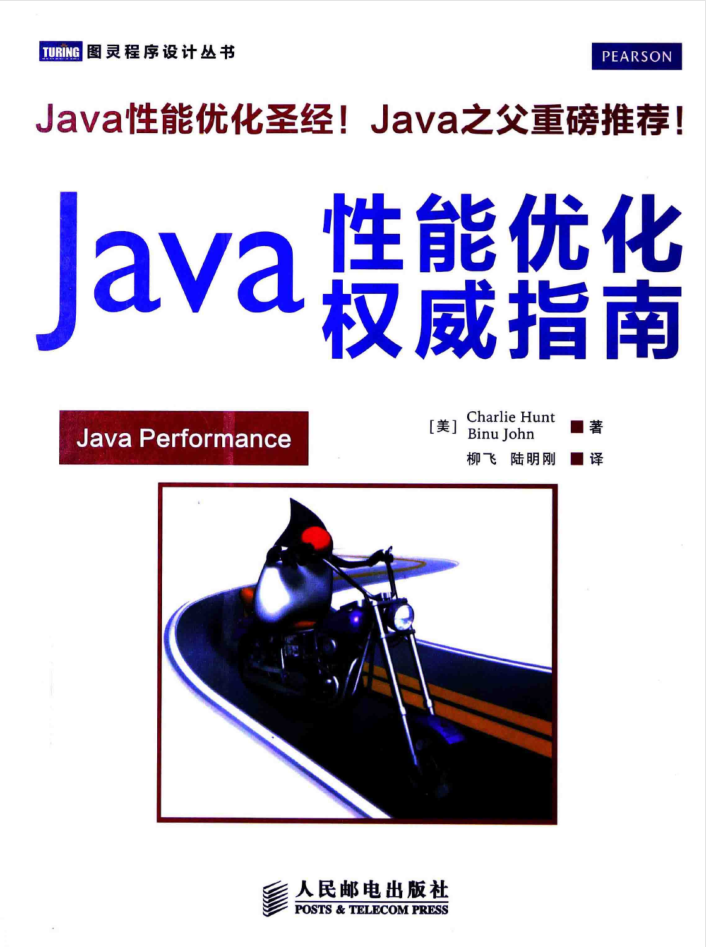 TURING 图灵程序设计丛书
PEARSON
Java性能优化圣经！Java之父重磅推荐！
Java 性能优化
权威指南
Java Performance
[美] Charlie Hunt
Binu John ■ 著
柳飞 陆明刚 ■ 译
人民邮电出版社
POSTS & TELECOM PRESS